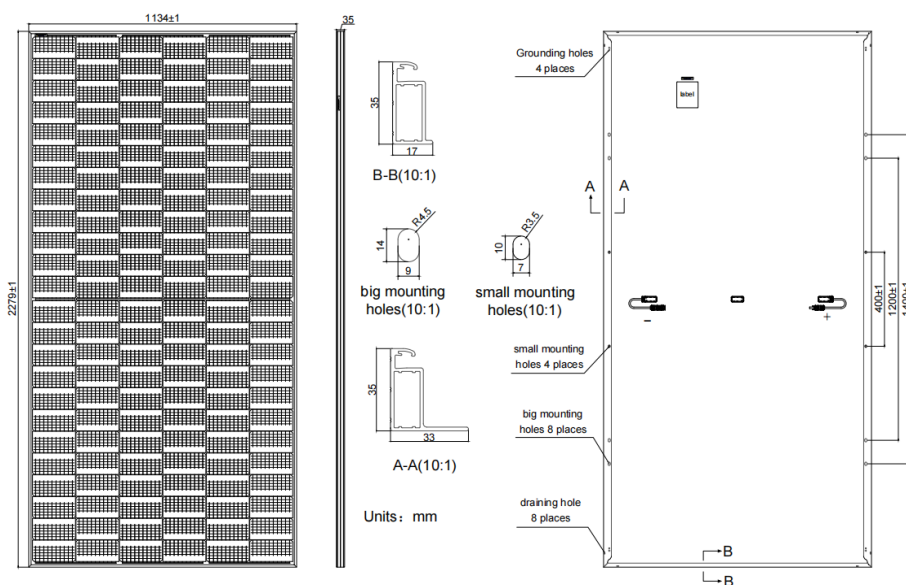 1134±1
35
2279±1
35
17
B-B(10:1)
R4.5
14
9
big mounting
holes(10:1)
R3.5
10
7
small mounting
holes(10:1)
35
33
A-A(10:1)
Units：mm
Grounding holes
4 places
label
A
A
small mounting
holes 4 places
big mounting
holes 8 places
draining hole
8 places
−
+
400±1
1200±1
B
B